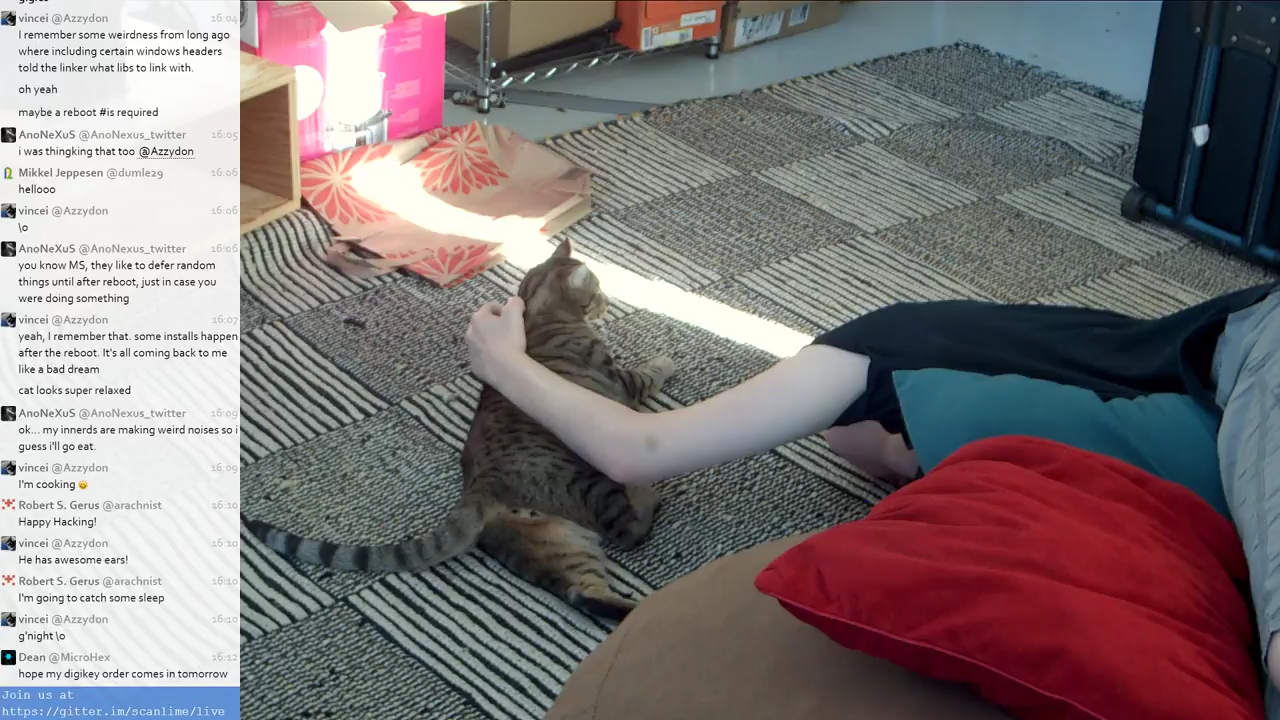 vincei @Azzydon 16:04
I remember some weirdness from long ago
where including certain windows headers
told the linker what libs to link with.
oh yeah
maybe a reboot #is required
AnoNeXuS @AnoNexus_twitter 16:05
i was thingking that too @Azzydon
Mikkel Jeppesen @dumle29 16:06
hellooo
vincei @Azzydon 16:06
\o
AnoNeXuS @AnoNexus_twitter 16:06
you know MS, they like to defer random
things until after reboot, just in case you
were doing something
vincei @Azzydon 16:07
yeah, I remember that. some installs happen
after the reboot. It's all coming back to me
like a bad dream
cat looks super relaxed
AnoNeXuS @AnoNexus_twitter 16:09
ok... my innerds are making weird noises so i
guess i'll go eat.
vincei @Azzydon 16:09
I'm cooking
Robert S. Gerus @arachnist 16:10
Happy Hacking!
vincei @Azzydon 16:10
He has awesome ears!
Robert S. Gerus @arachnist 16:10
I'm going to catch some sleep
vincei @Azzydon 16:10
g'night \o
Dean @MicroHex 16:12
hope my digikey order comes in tomorrow
Join us at
https://gitter.im/scanlime/live